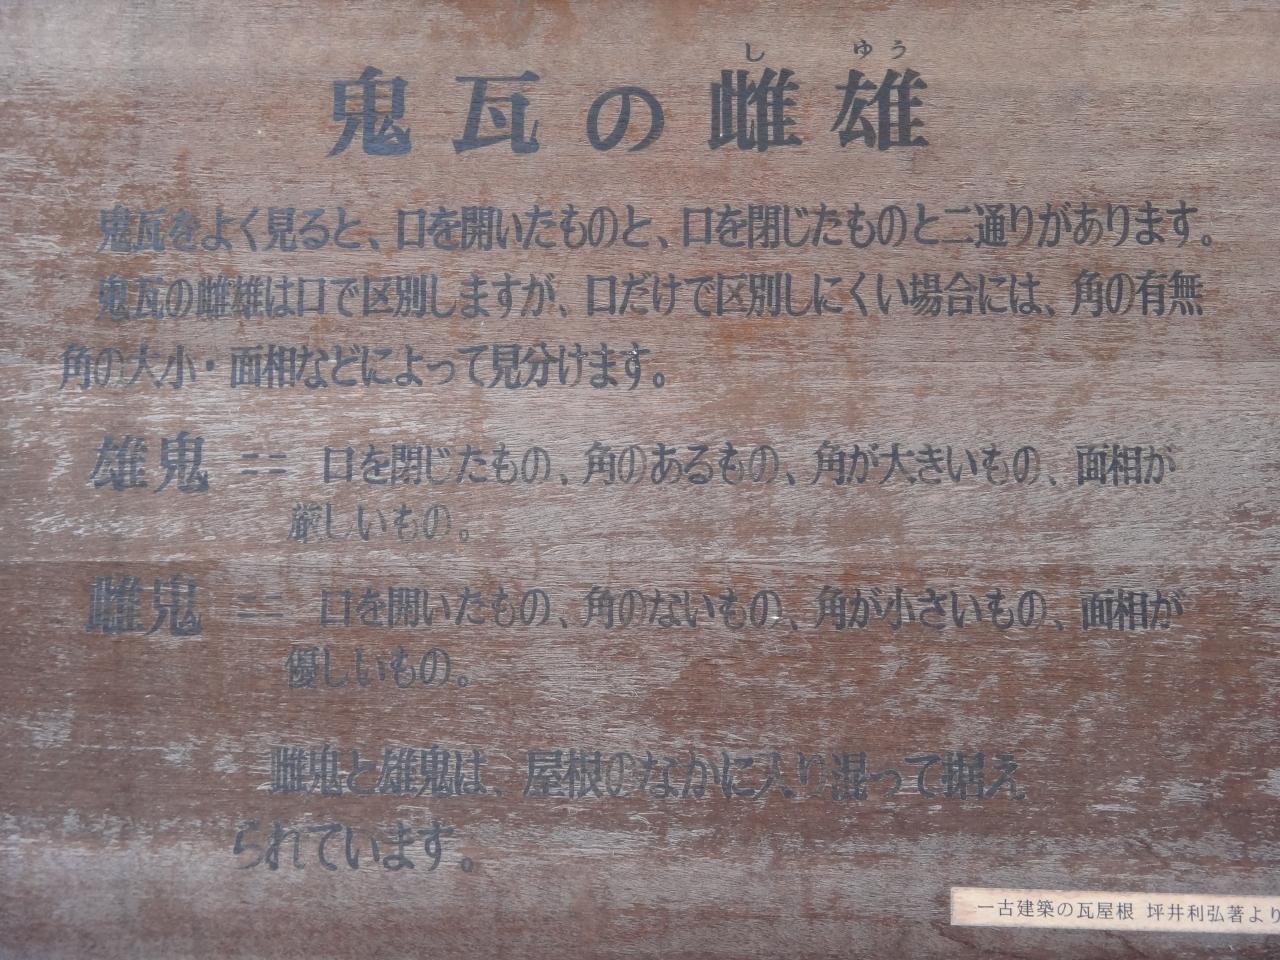 しゆう
鬼瓦の雌雄
鬼瓦をよく見ると、口を開いたものと、口を閉じたものと二通りがあります。
鬼瓦の雌雄は口で区別しますが、口だけで区別しにくい場合には、角の有無
角の大小・面相などによって見分けます。
雄鬼 ＝＝ 口を閉じたもの、角のあるもの、角が大きいもの、面相が
厳しいもの。
雌鬼 ＝＝ 口を開いたもの、角のないもの、角が小さいもの、面相が
優しいもの。
雌鬼と雄鬼は、屋根のなかに入り混って据え
られています。
一古建築の瓦屋根 坪井利弘著より